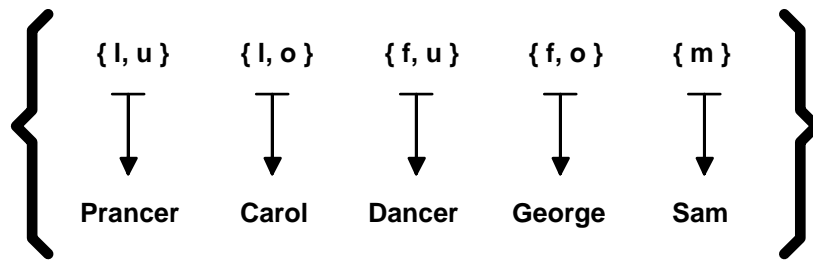 { l, u } { l, o } { f, u } { f, o } { m }
Prancer Carol Dancer George Sam